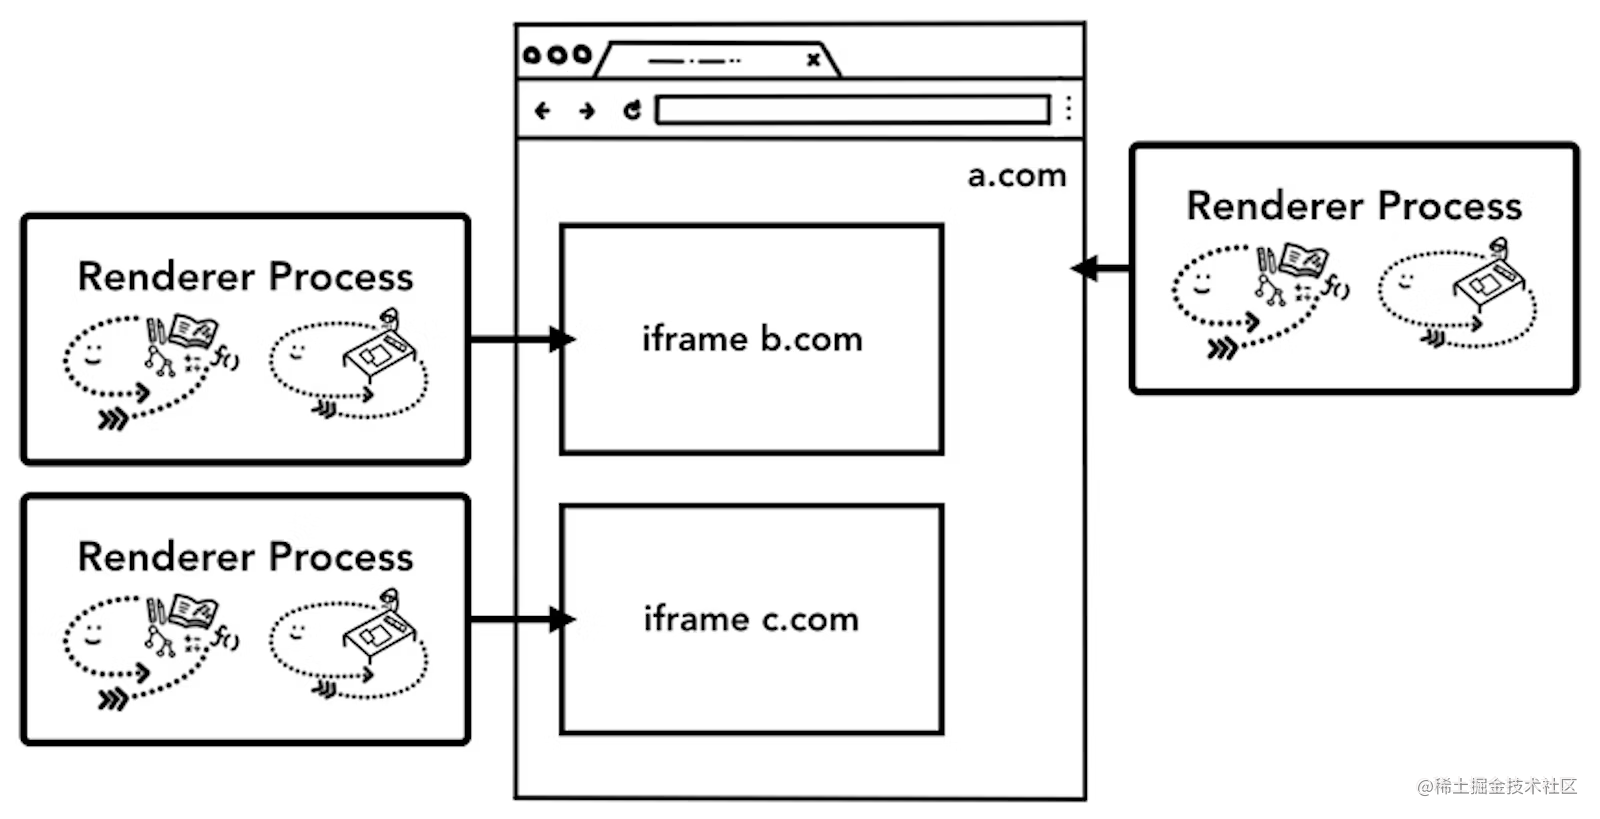 a.com
Renderer Process
f()
iframe b.com
Renderer Process
f()
iframe c.com
Renderer Process
f()
@稀土掘金技术社区